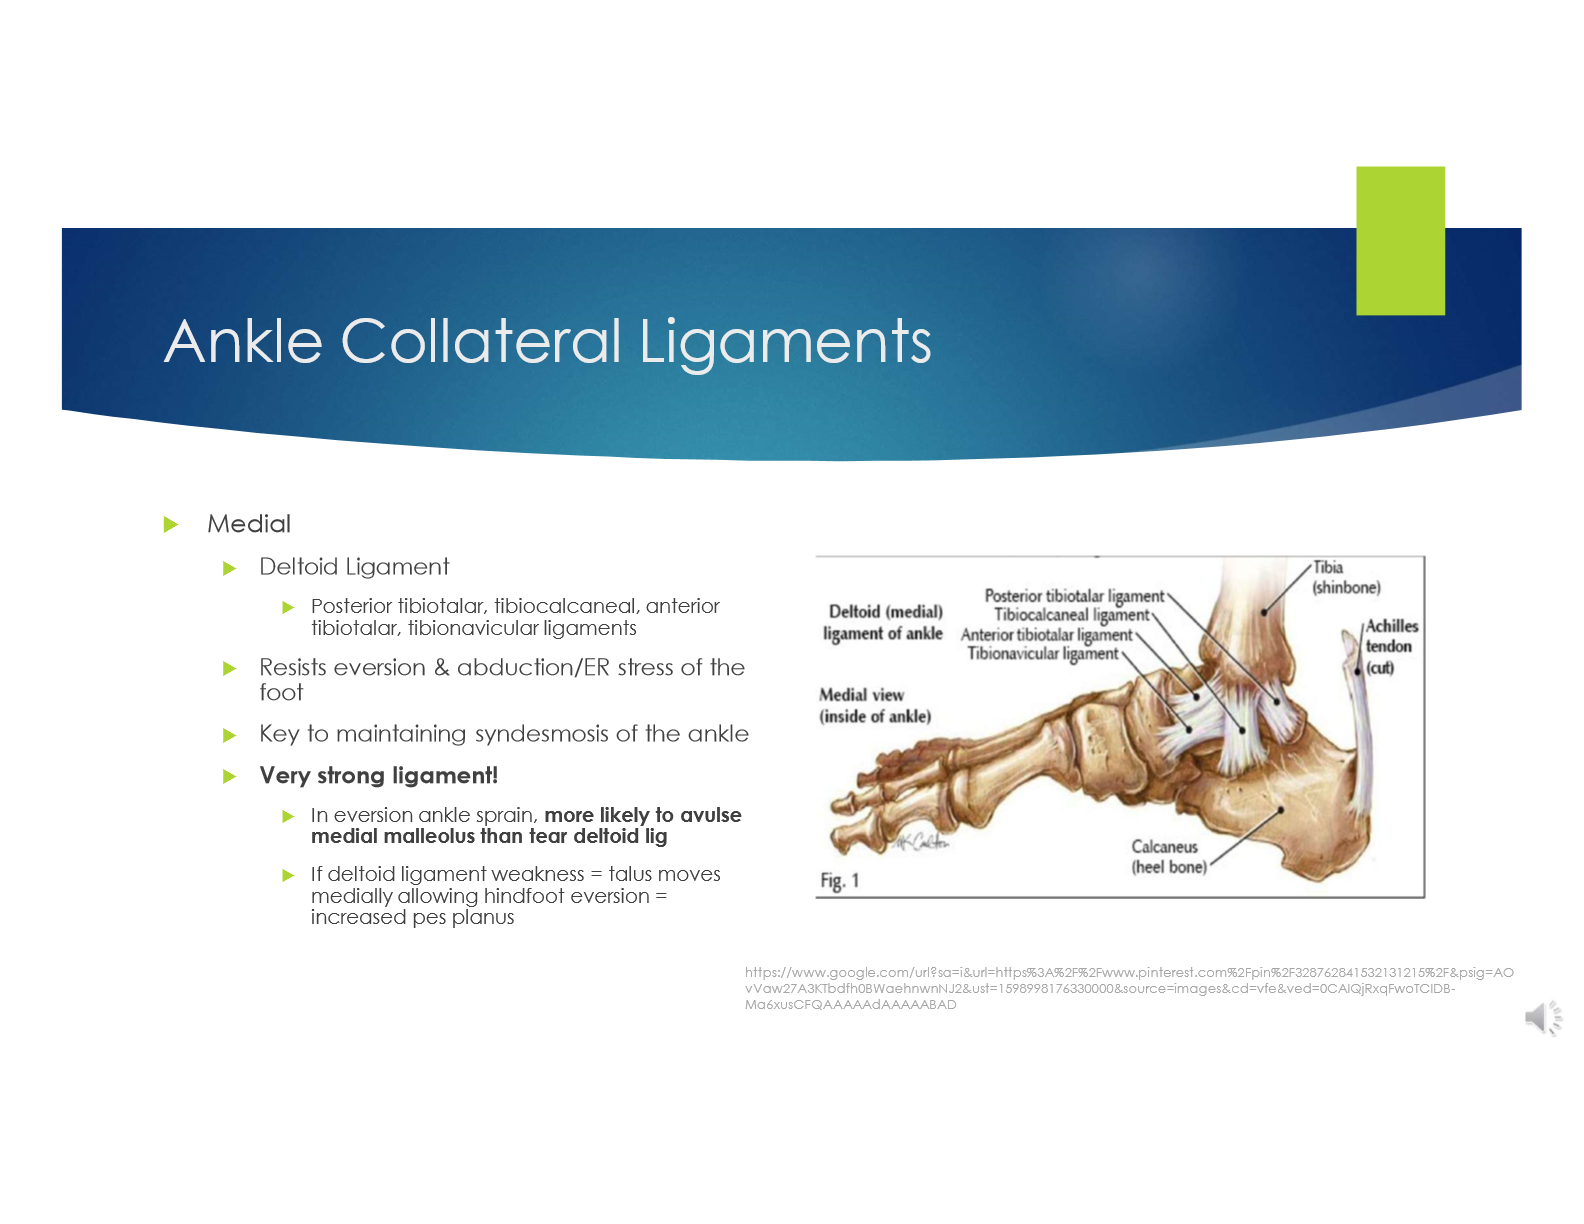 Ankle Collateral Ligaments
Medial
Deltoid Ligament
Posterior tibiotalar, tibiocalcaneal, anterior
tibiotalar, tibionavicular ligaments
Resists eversion & abduction/ER stress of the
foot
Key to maintaining syndesmosis of the ankle
Very strong ligament!
In eversion ankle sprain, more likely to avulse
medial malleolus than tear deltoid lig
If deltoid ligament weakness = talus moves
medially allowing hindfoot eversion =
increased pes planus
Deltoid (medial)
ligament of ankle
Posterior tibiotalar ligament
Tibiocalcaneal ligament
Anterior tibiotalar ligament
Tibionavicular ligament
Tibia
(shinbone)
Achilles
tendon
(cut)
Medial view
(inside of ankle)
Calcaneus
(heel bone)
Fig. 1
https://www.google.com/url?sa=i&url=https%3A%2F%2Fwww.pinterest.com%2Fpin%2F328762841532131215%2F&psig=AO
vVaw27A3KTbdfh0BWaehnwnNJ2&ust=1598998176330000&source=images&cd=vfe&ved=0CAIQjRxqFwoTCIDB-
Ma6xusCFQAAAAAdAAAAABAD